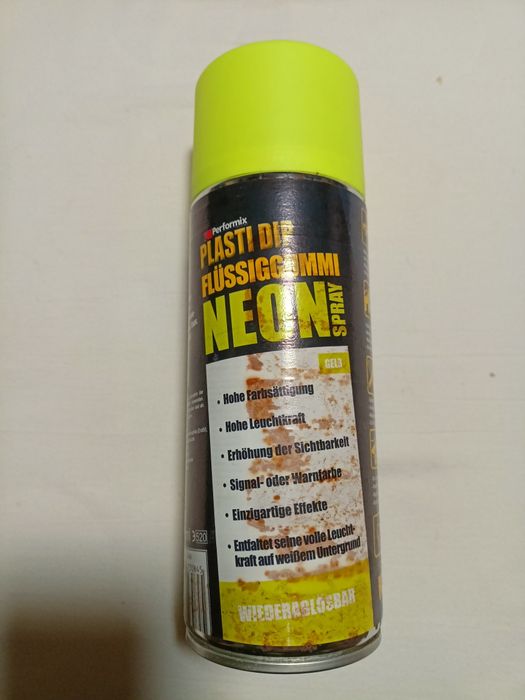 Performix
PLASTI DIP
FLÜSSIGGUMMI
NEON
SPRAY
GELB
• Hohe Farbsättigung
• Hohe Leuchtkraft
• Erhöhung der Sichtbarkeit
• Signal- oder Warnfarbe
• Einzigartige Effekte
• Entfaltet seine volle Leucht-
kraft auf weißem Untergrund
WIEDERABLÖSBAR